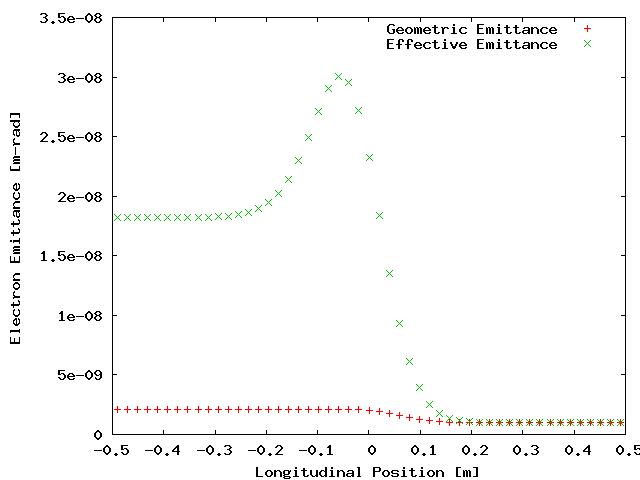 3.5e-08
3e-08
2.5e-08
2e-08
1.5e-08
1e-08
5e-09
0
Electron Emittance [m-rad]
Geometric Emittance
Effective Emittance
-0.5 -0.4 -0.3 -0.2 -0.1 0 0.1 0.2 0.3 0.4 0.5
Longitudinal Position [m]